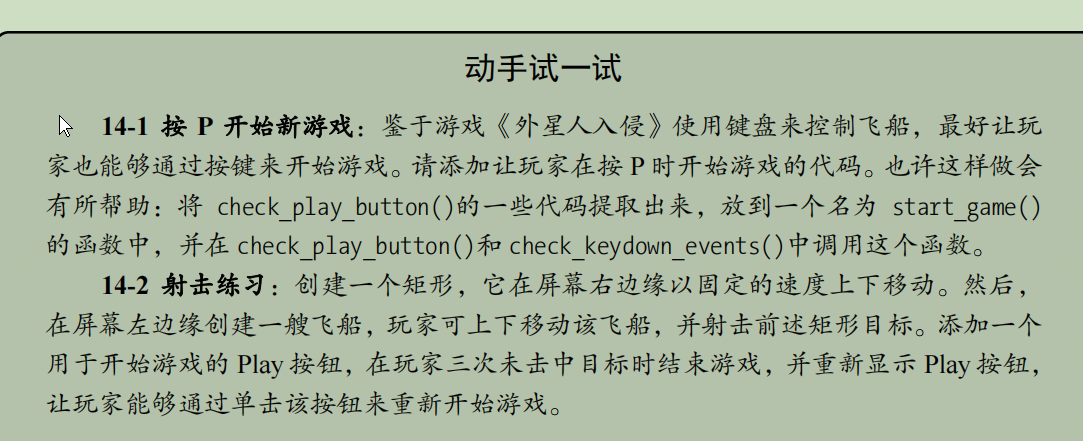 动手试一试
14-1 按 P 开始新游戏：鉴于游戏《外星人入侵》使用键盘来控制飞船，最好让玩
家也能够通过按键来开始游戏。请添加让玩家在按 P 时开始游戏的代码。也许这样做会
有所帮助：将 check_play_button()的一些代码提取出来，放到一个名为 start_game()
的函数中，并在 check_play_button()和 check_keydown_events()中调用这个函数。
14-2 射击练习：创建一个矩形，它在屏幕右边缘以固定的速度上下移动。然后，
在屏幕左边缘创建一艘飞船，玩家可上下移动该飞船，并射击前述矩形目标。添加一个
用于开始游戏的 Play 按钮，在玩家三次未击中目标时结束游戏，并重新显示 Play 按钮，
让玩家能够通过单击该按钮来重新开始游戏。